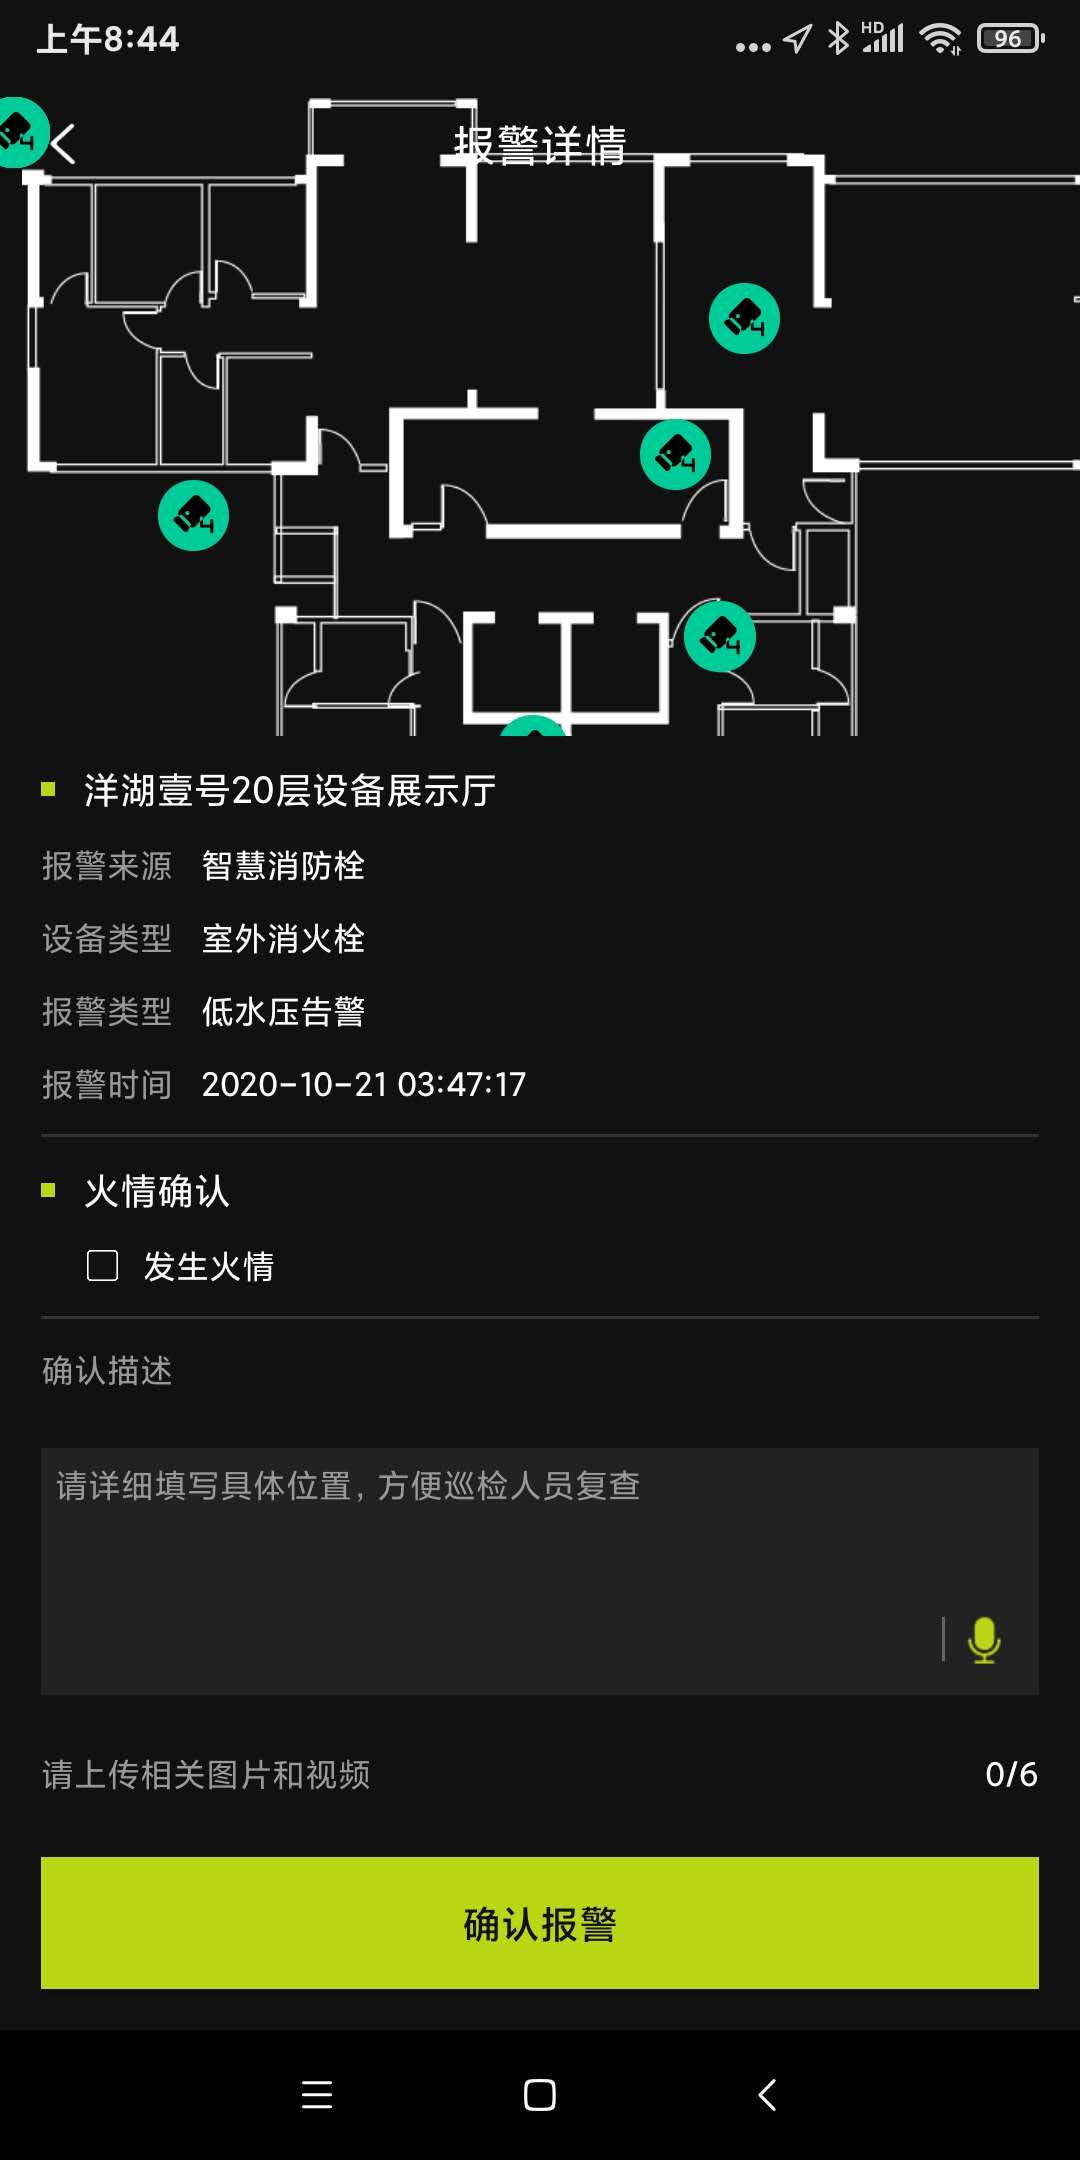 上午8:44
HD
96
报警详情
洋湖壹号20层设备展示厅
报警来源 智慧消防栓
设备类型 室外消火栓
报警类型 低水压告警
报警时间 2020-10-21 03:47:17
火情确认
发生火情
确认描述
请详细填写具体位置，方便巡检人员复查
请上传相关图片和视频 0/6
确认报警